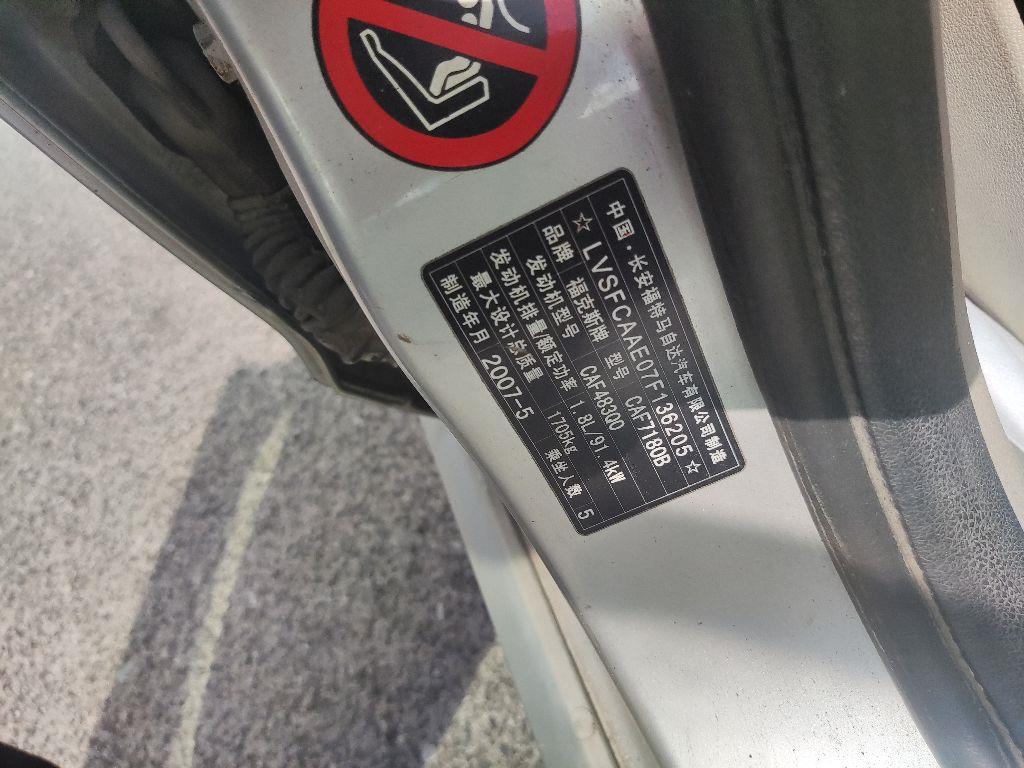 中国·长安福特马自达汽车有限公司制造
☆LVSFCAAE07F136205☆
品牌 福克斯牌 型号 CAF7180B
发动机型号 CAF483Q0
发动机排量额定功率 1.8L/91.4kW
最大设计总质量 1705kg 乘坐人数 5
制造年月 2007-5